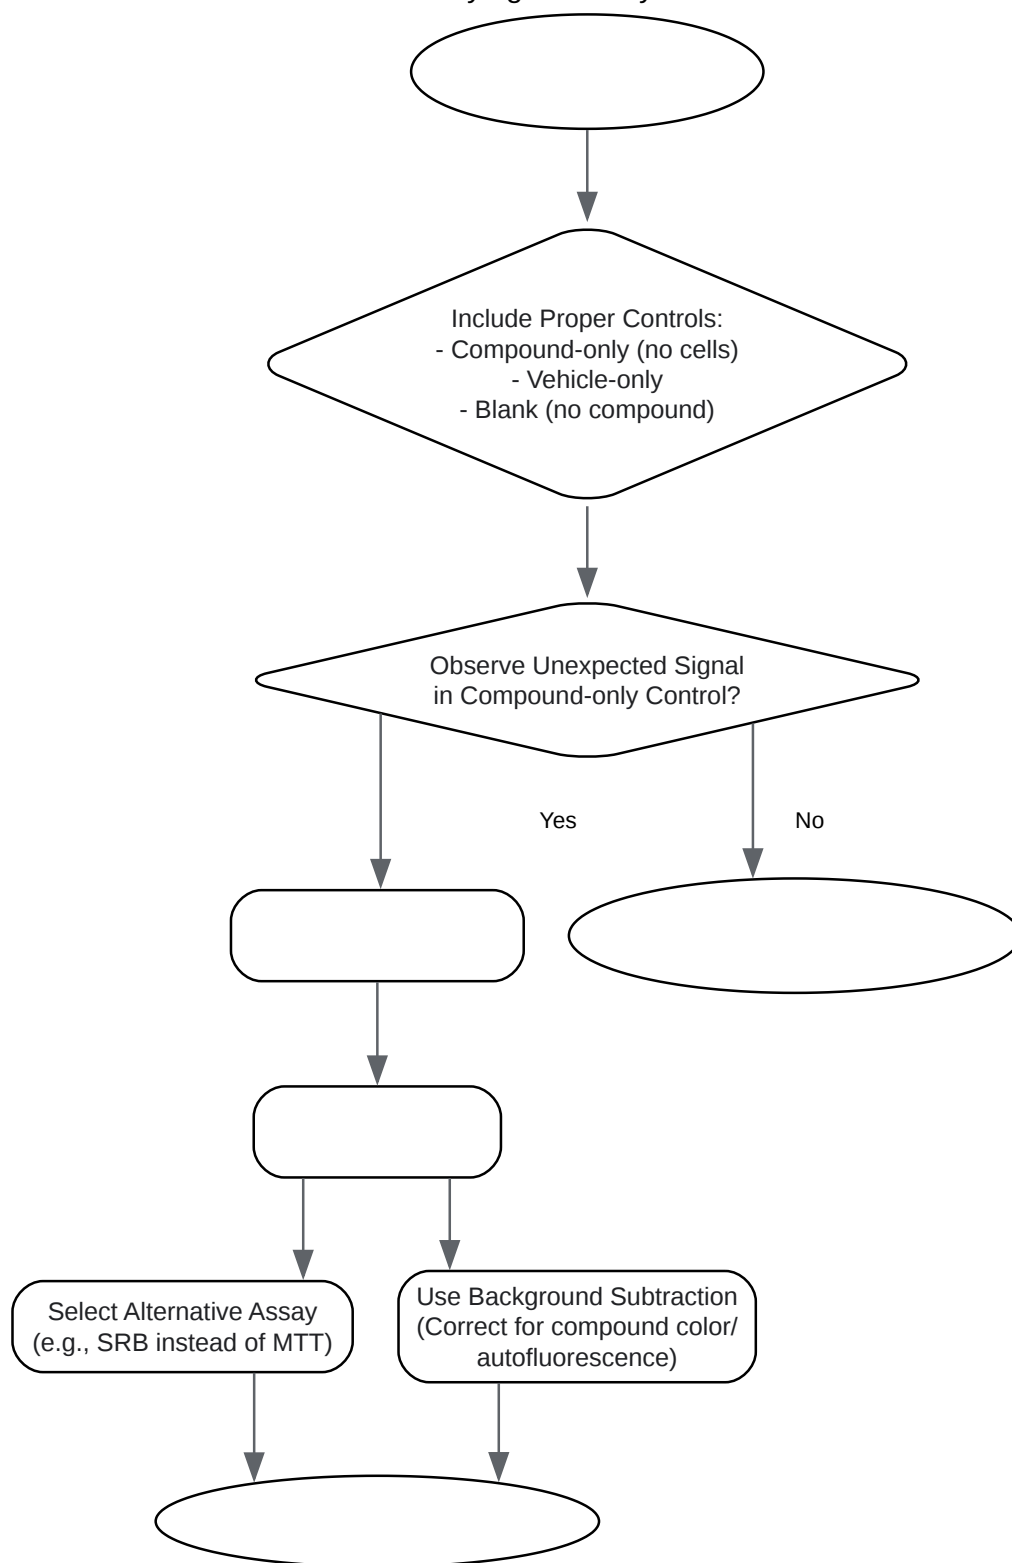 Include Proper Controls:
- Compound-only (no cells)
- Vehicle-only
- Blank (no compound)
Observe Unexpected Signal
in Compound-only Control?
Yes
No
Select Alternative Assay
(e.g., SRB instead of MTT)
Use Background Subtraction
(Correct for compound color/
autofluorescence)